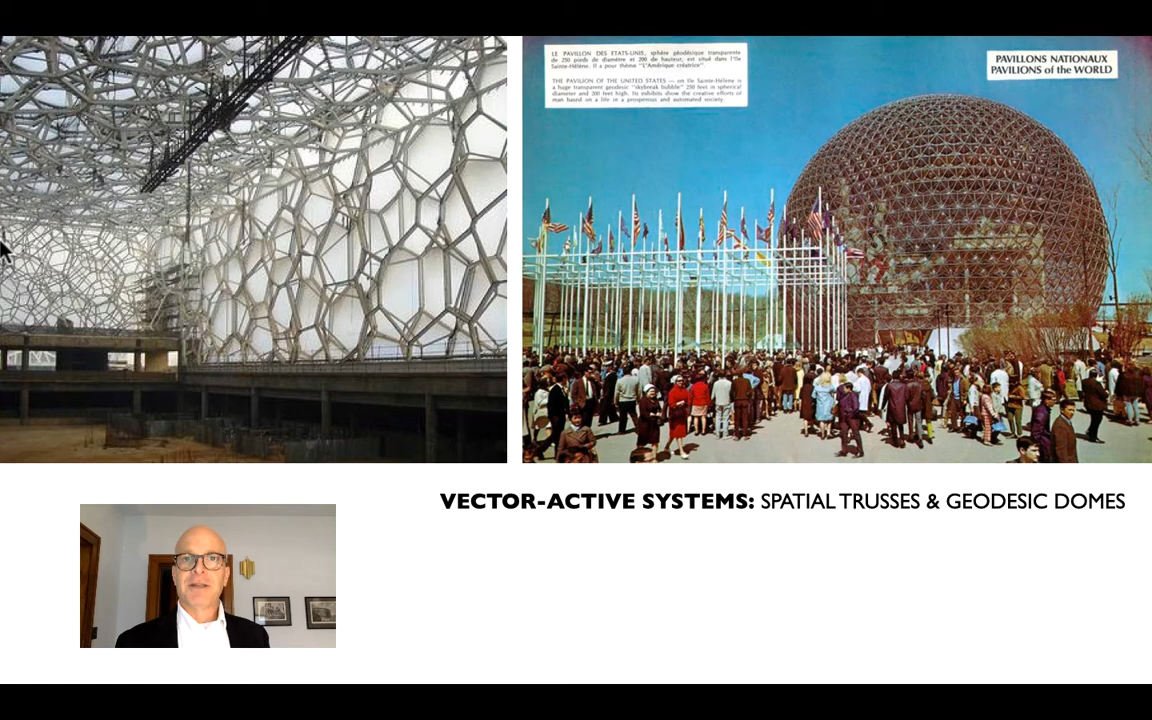 LE PAVILLON DES ETATS-UNIS, sphère géodésique transparente
de 250 pieds de diamètre et 200 de hauteur, est situé dans l'Ile
Sainte-Hélène. Il a pour thème "L'Amérique créatrice".
THE PAVILION OF THE UNITED STATES — on Ile Sainte-Hélène is
a huge transparent geodesic "skybreak bubble" 250 feet in spherical
diameter and 200 feet high. Its exhibits show the creative efforts of
man based on a life in a prosperous and automated society.
PAVILLONS NATIONAUX
PAVILIONS of the WORLD
VECTOR-ACTIVE SYSTEMS: SPATIAL TRUSSES & GEODESIC DOMES